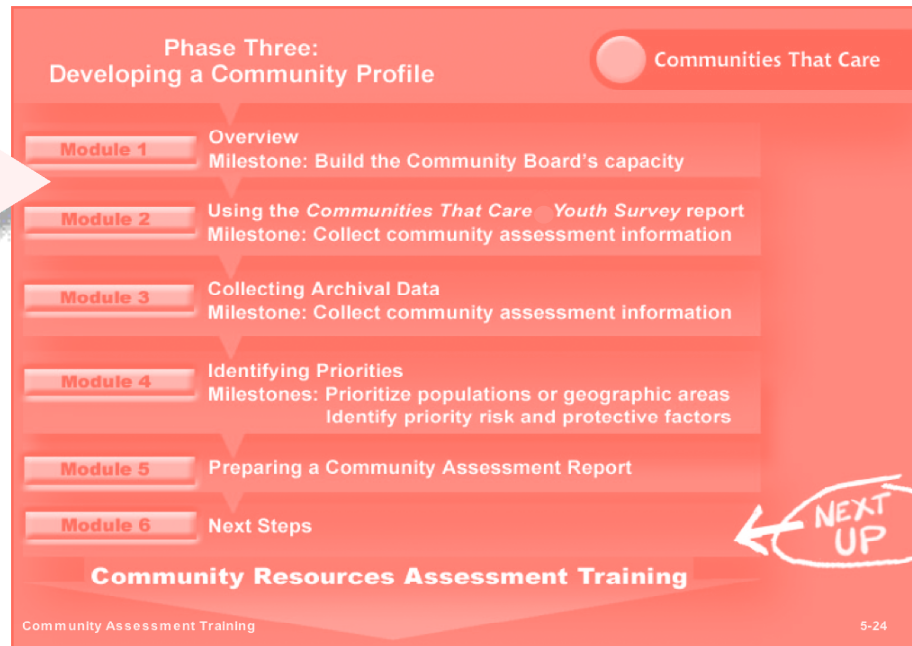 Phase Three:
Developing a Community Profile
Communities That Care
Module 1
Overview
Milestone: Build the Community Board's capacity
Module 2
Using the Communities That Care Youth Survey report
Milestone: Collect community assessment information
Module 3
Collecting Archival Data
Milestone: Collect community assessment information
Module 4
Identifying Priorities
Milestones: Prioritize populations or geographic areas
Identify priority risk and protective factors
Module 5
Preparing a Community Assessment Report
Module 6
Next Steps
NEXT
UP
Community Resources Assessment Training
Community Assessment Training
5-24